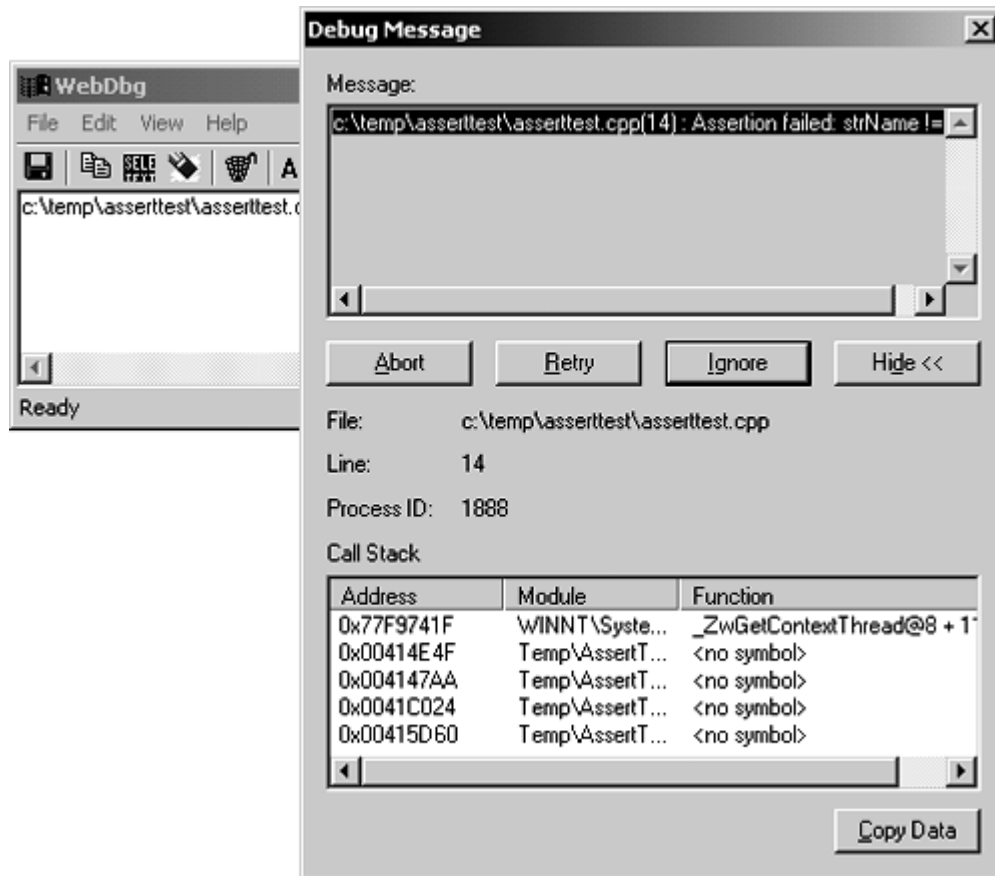 WebDbg
File Edit View Help
A
c:\temp\asserttest\asserttest.c
Ready
Debug Message
Message:
c:\temp\asserttest\asserttest.cpp(14) : Assertion failed: strName !=
Abort Retry Ignore Hide <<
File: c:\temp\asserttest\asserttest.cpp
Line: 14
Process ID: 1888
Call Stack
Address Module Function
0x77F9741F \WINNT\Syste... _ZwGetContextThread@8 + 1
0x00414E4F Temp\AssertT... <no symbol>
0x004147AA Temp\AssertT... <no symbol>
0x0041C024 Temp\AssertT... <no symbol>
0x00415D60 Temp\AssertT... <no symbol>
Copy Data